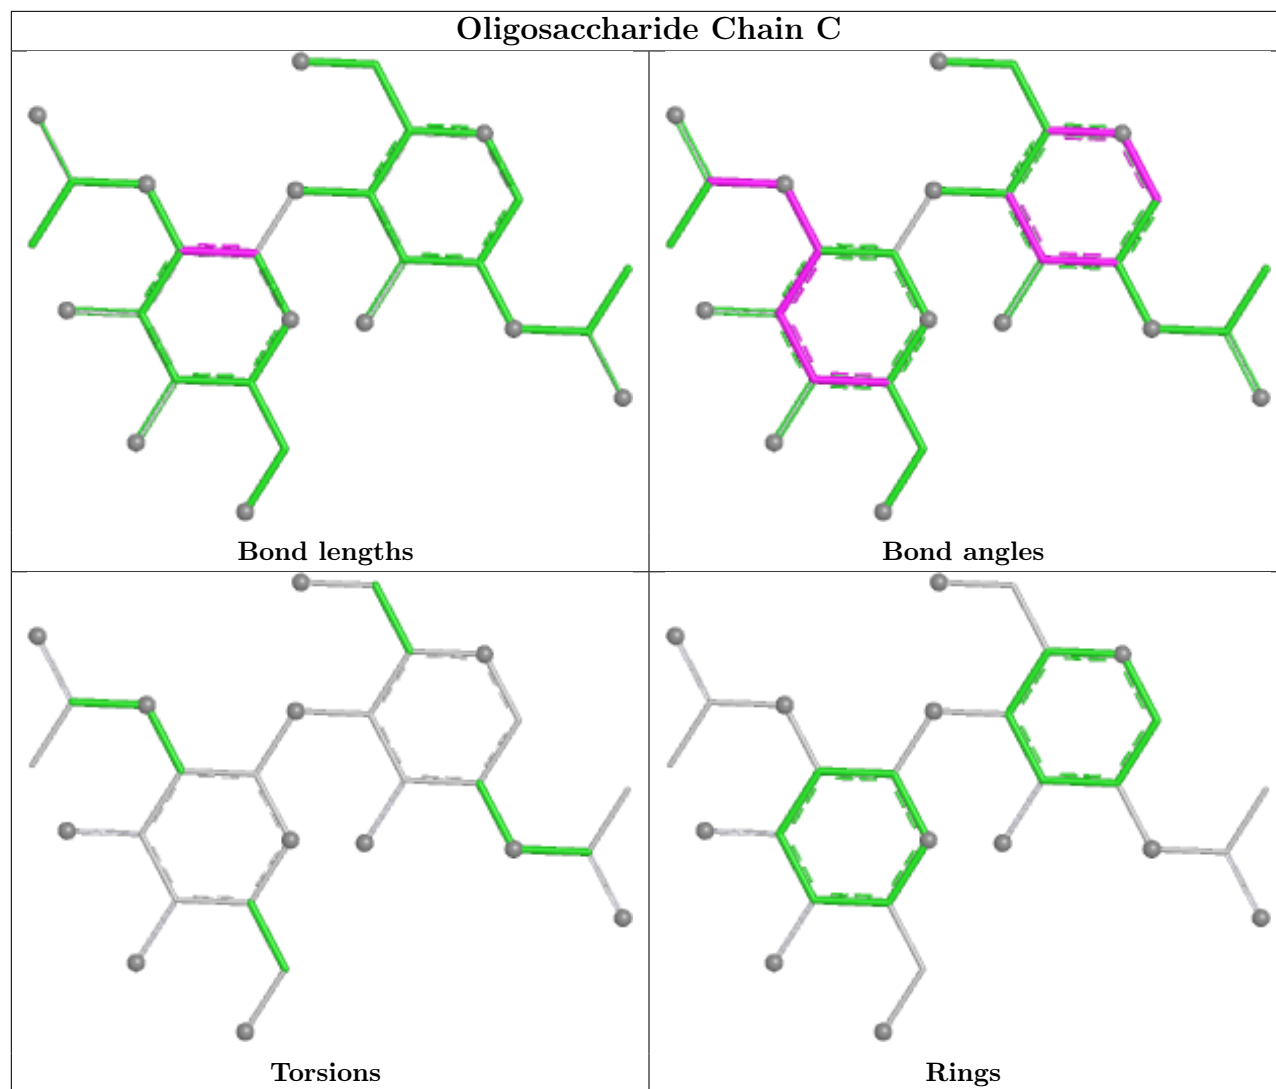 Oligosaccharide Chain C
Bond lengths
Bond angles
Torsions
Rings